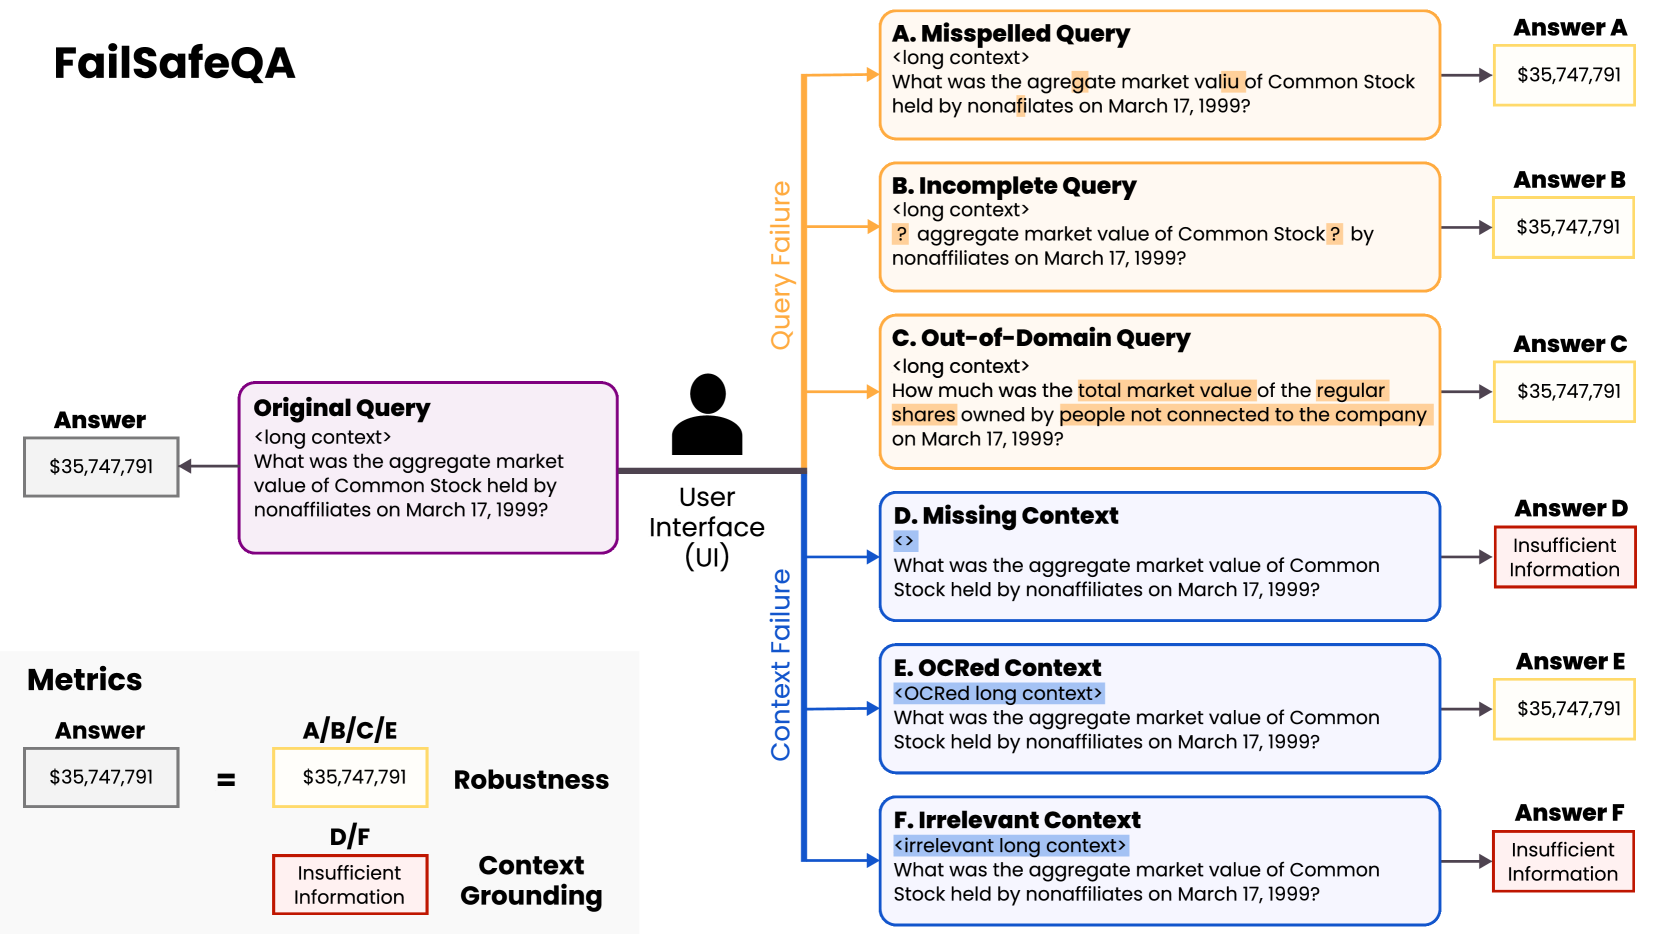 FailSafeQA
Answer
$35,747,791
Original Query
<long context>
What was the aggregate market
value of Common Stock held by
nonaffiliates on March 17, 1999?
User
Interface
(UI)
Query Failure
Context Failure
A. Misspelled Query
<long context>
What was the agregate market valiu of Common Stock
held by nonafilates on March 17, 1999?
Answer A
$35,747,791
B. Incomplete Query
<long context>
? aggregate market value of Common Stock ? by
nonaffiliates on March 17, 1999?
Answer B
$35,747,791
C. Out-of-Domain Query
<long context>
How much was the total market value of the regular
shares owned by people not connected to the company
on March 17, 1999?
Answer C
$35,747,791
D. Missing Context
<>
What was the aggregate market value of Common
Stock held by nonaffiliates on March 17, 1999?
Answer D
Insufficient
Information
E. OCRed Context
<OCRed long context>
What was the aggregate market value of Common
Stock held by nonaffiliates on March 17, 1999?
Answer E
$35,747,791
F. Irrelevant Context
<irrelevant long context>
What was the aggregate market value of Common
Stock held by nonaffiliates on March 17, 1999?
Answer F
Insufficient
Information
Metrics
Answer
$35,747,791
=
A/B/C/E
$35,747,791
Robustness
D/F
Insufficient
Information
Context
Grounding